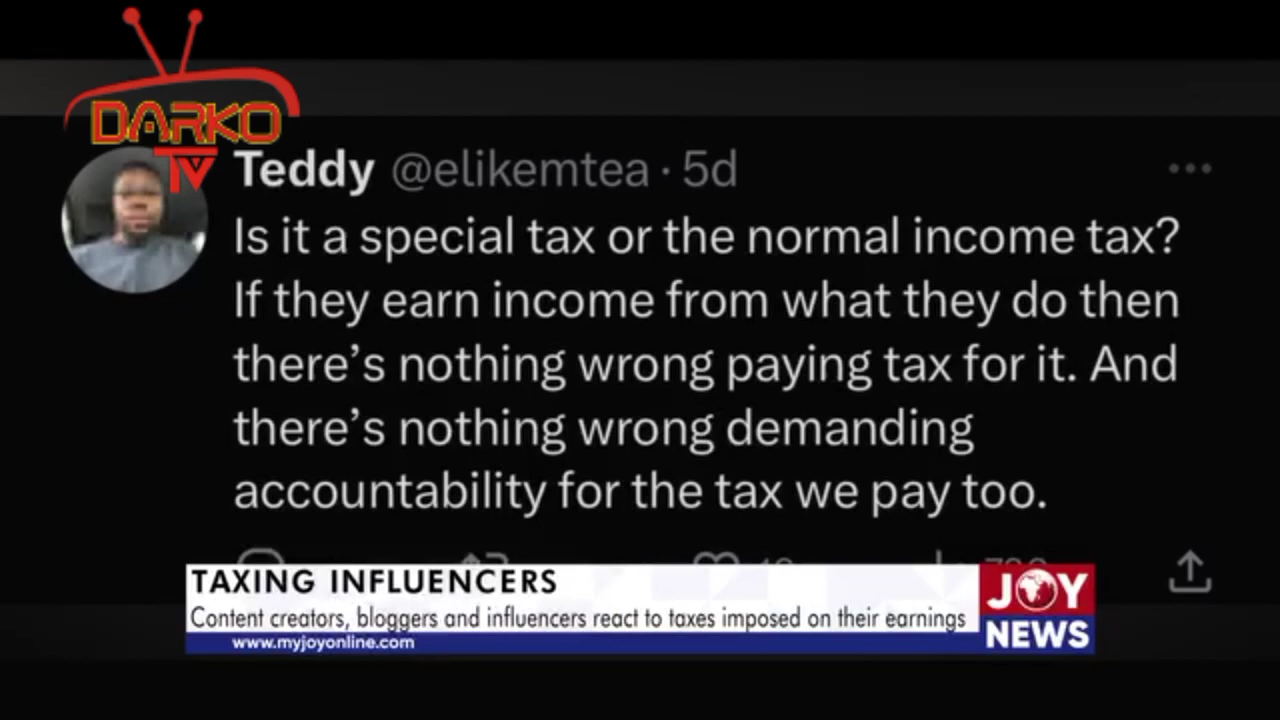 DARKO
TV
Teddy @elikemtea · 5d
Is it a special tax or the normal income tax?
If they earn income from what they do then
there's nothing wrong paying tax for it. And
there's nothing wrong demanding
accountability for the tax we pay too.
TAXING INFLUENCERS
Content creators, bloggers and influencers react to taxes imposed on their earnings
www.myjoyonline.com
JOY
NEWS